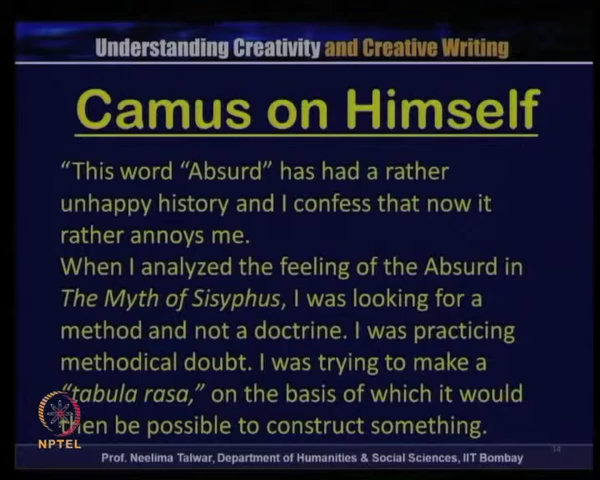 Understanding Creativity and Creative Writing
Camus on Himself
“This word “Absurd” has had a rather
unhappy history and I confess that now it
rather annoys me.
When I analyzed the feeling of the Absurd in
The Myth of Sisyphus, I was looking for a
method and not a doctrine. I was practicing
methodical doubt. I was trying to make a
“tabula rasa,” on the basis of which it would
then be possible to construct something.
NPTEL
Prof. Neelima Talwar, Department of Humanities & Social Sciences, IIT Bombay
14